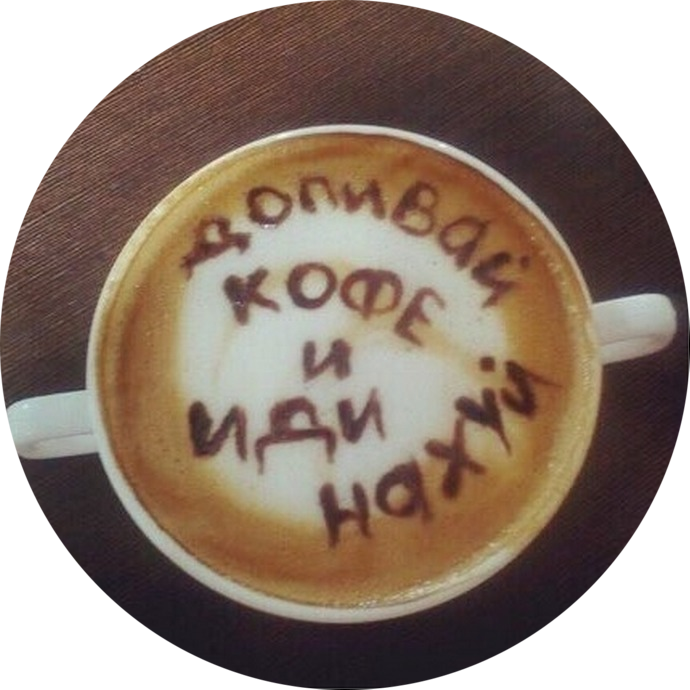 допивай
кофе
и
иди
нахуй